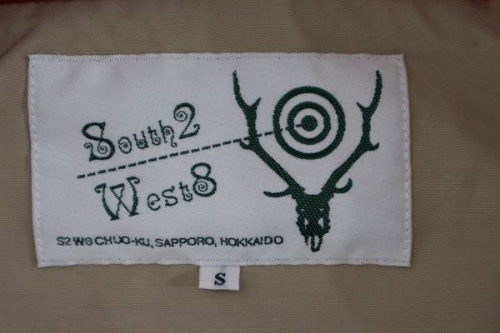 South2
West8
S2 W8 CHUO-KU, SAPPORO, HOKKAIDO
S